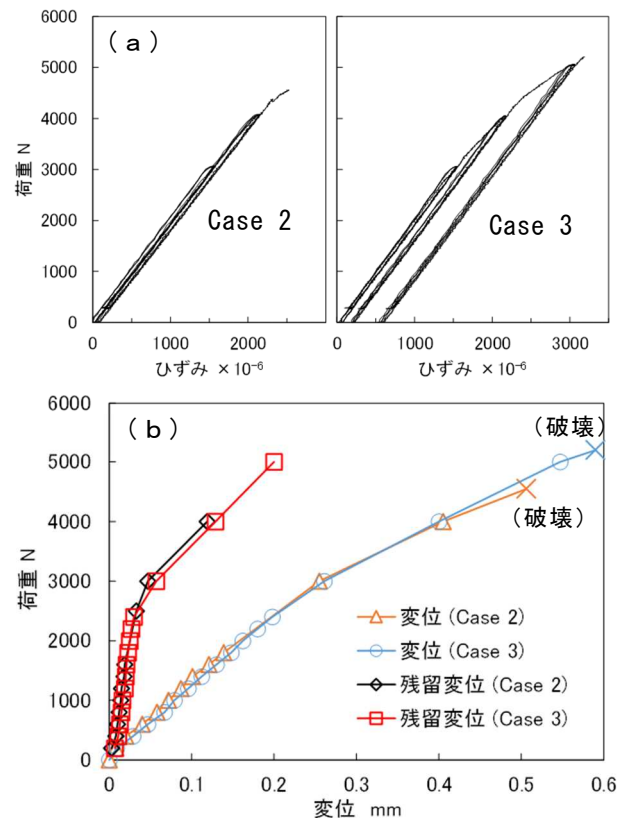 (a)
6000
5000
4000
3000
2000
1000
0
荷重 N
Case 2
0 1000 2000
ひずみ ×10⁻⁶
Case 3
0 1000 2000 3000
ひずみ ×10⁻⁶
(b)
6000
5000
4000
3000
2000
1000
0
荷重 N
(破壊)
(破壊)
変位 (Case 2)
変位 (Case 3)
残留変位 (Case 2)
残留変位 (Case 3)
0 0.1 0.2 0.3 0.4 0.5 0.6
変位 mm